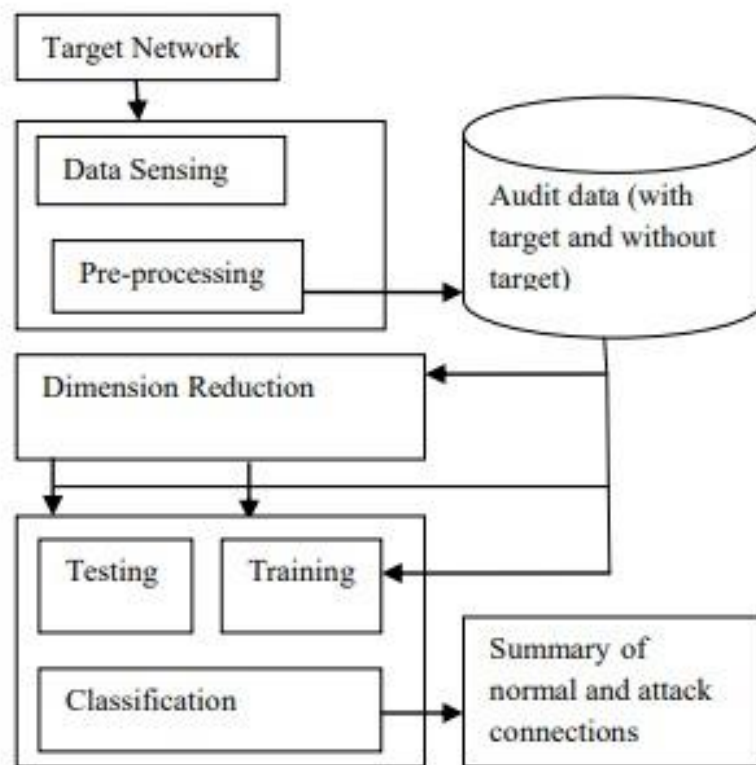 Target Network
Data Sensing
Pre-processing
Audit data (with
target and without
target)
Dimension Reduction
Testing
Training
Classification
Summary of
normal and attack
connections